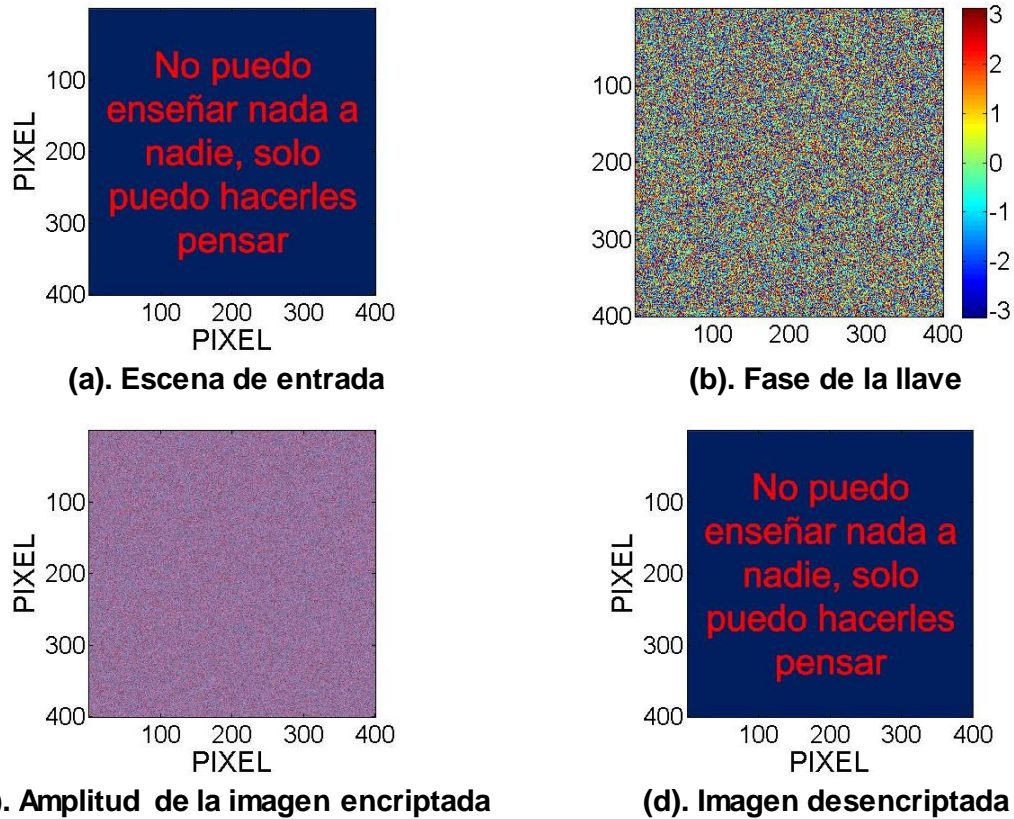 No puedo
enseñar nada a
nadie, solo
puedo hacerles
pensar
100
200
300
400
PIXEL
100 200 300 400
PIXEL
(a). Escena de entrada
100
200
300
400
100 200 300 400
3
2
1
0
-1
-2
-3
(b). Fase de la llave
100
200
300
400
PIXEL
100 200 300 400
PIXEL
). Amplitud de la imagen encriptada
No puedo
enseñar nada a
nadie, solo
puedo hacerles
pensar
100
200
300
400
PIXEL
100 200 300 400
PIXEL
(d). Imagen desencriptada